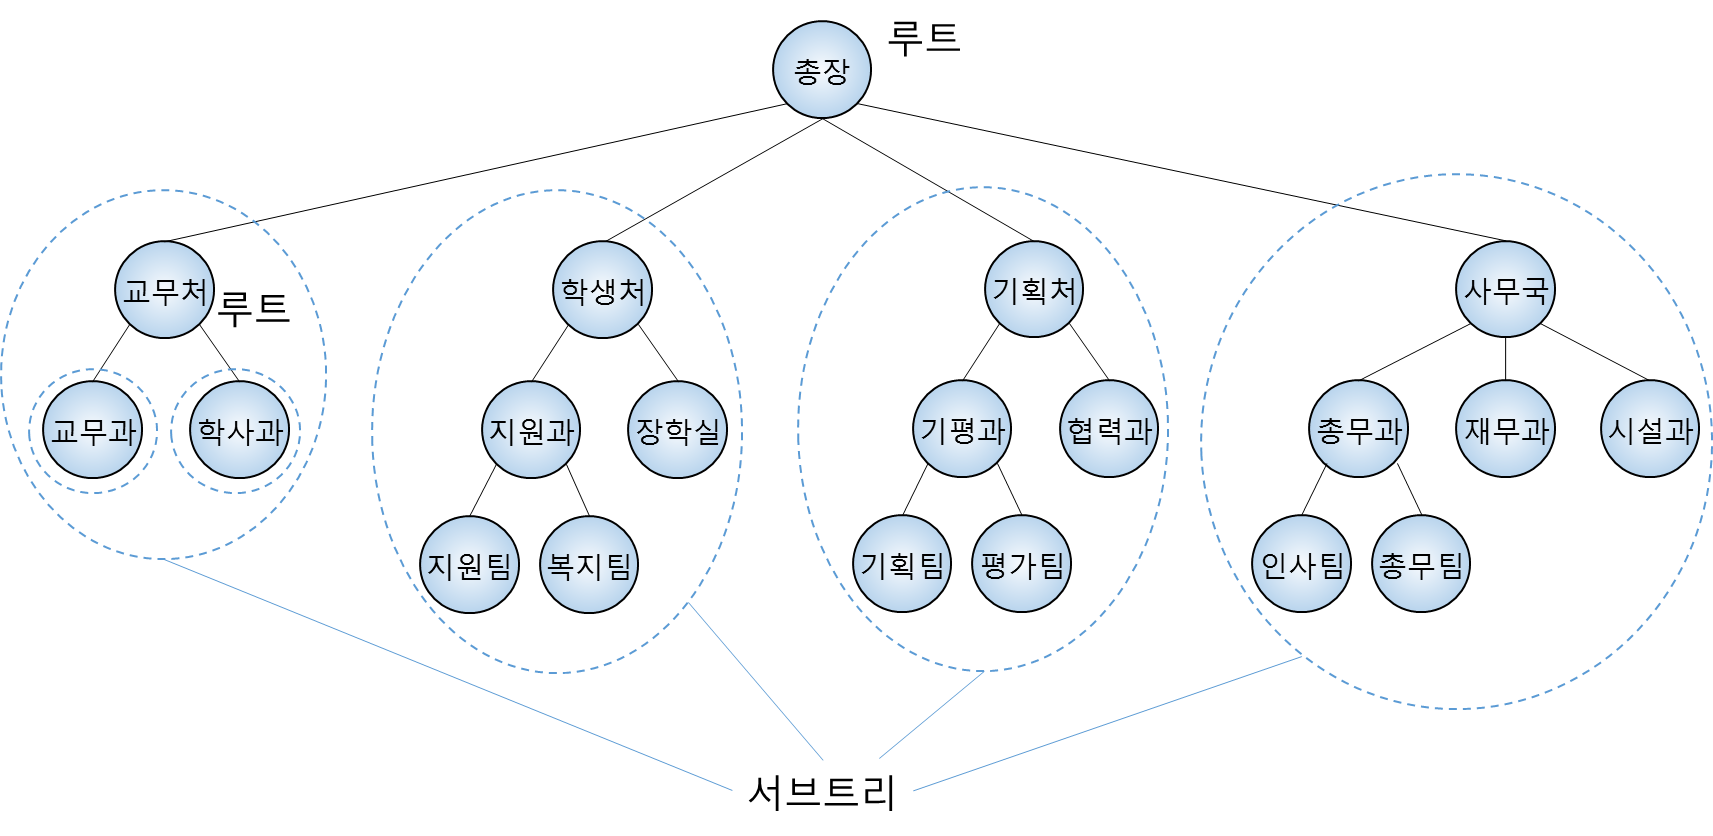 루트
총장
교무처
루트
학생처
기획처
사무국
교무과
학사과
지원과
장학실
기평과
협력과
총무과
재무과
시설과
지원팀
복지팀
기획팀
평가팀
인사팀
총무팀
서브트리